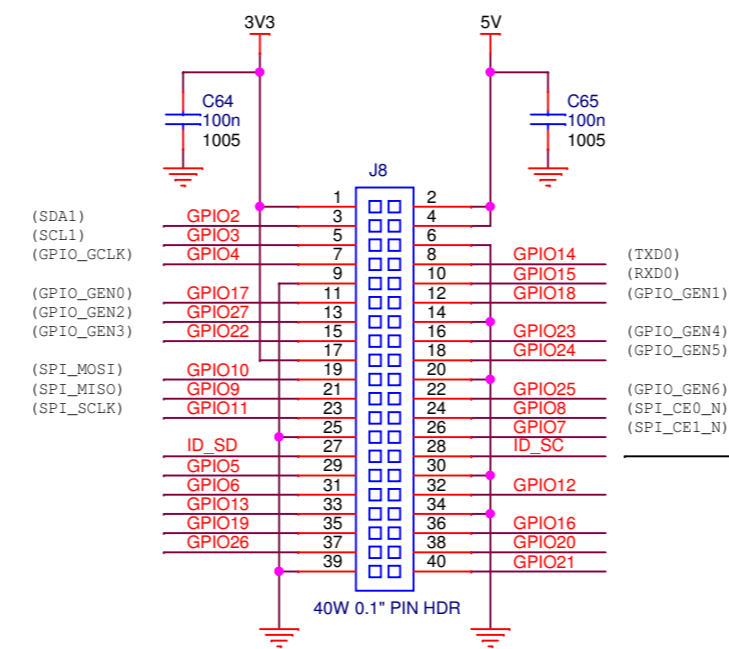 3V3 5V
C64 C65
100n 100n
1005 1005
J8
1 2
(SDA1) GPIO2 3 4
(SCL1) GPIO3 5 6
(GPIO_GCLK) GPIO4 7 8 GPIO14 (TXD0)
9 10 GPIO15 (RXD0)
(GPIO_GEN0) GPIO17 11 12 GPIO18 (GPIO_GEN1)
(GPIO_GEN2) GPIO27 13 14
(GPIO_GEN3) GPIO22 15 16 GPIO23 (GPIO_GEN4)
17 18 GPIO24 (GPIO_GEN5)
(SPI_MOSI) GPIO10 19 20
(SPI_MISO) GPIO9 21 22 GPIO25 (GPIO_GEN6)
(SPI_SCLK) GPIO11 23 24 GPIO8 (SPI_CE0_N)
25 26 GPIO7 (SPI_CE1_N)
ID_SD 27 28 ID_SC
GPIO5 29 30
GPIO6 31 32 GPIO12
GPIO13 33 34
GPIO19 35 36 GPIO16
GPIO26 37 38 GPIO20
39 40 GPIO21
40W 0.1" PIN HDR